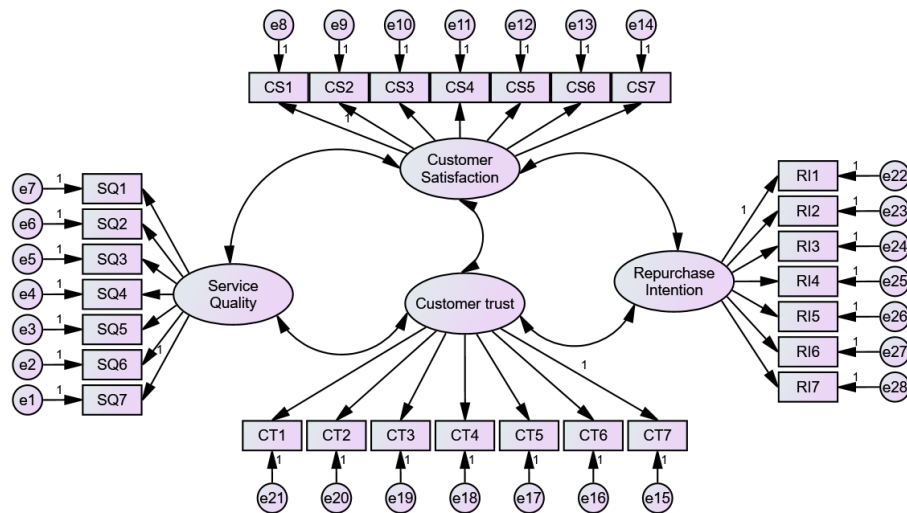 e8 e9 e10 e11 e12 e13 e14
1 1 1 1 1 1 1
CS1 CS2 CS3 CS4 CS5 CS6 CS7
1
Customer
Satisfaction
e7 1 SQ1
e6 1 SQ2
e5 1 SQ3
e4 1 SQ4
e3 1 SQ5
e2 1 SQ6 1
e1 1 SQ7
Service
Quality
Customer trust
Repurchase
Intention
1 RI1 1 e22
RI2 1 e23
RI3 1 e24
RI4 1 e25
RI5 1 e26
RI6 1 e27
RI7 1 e28
1
CT1 CT2 CT3 CT4 CT5 CT6 CT7
1 1 1 1 1 1 1
e21 e20 e19 e18 e17 e16 e15